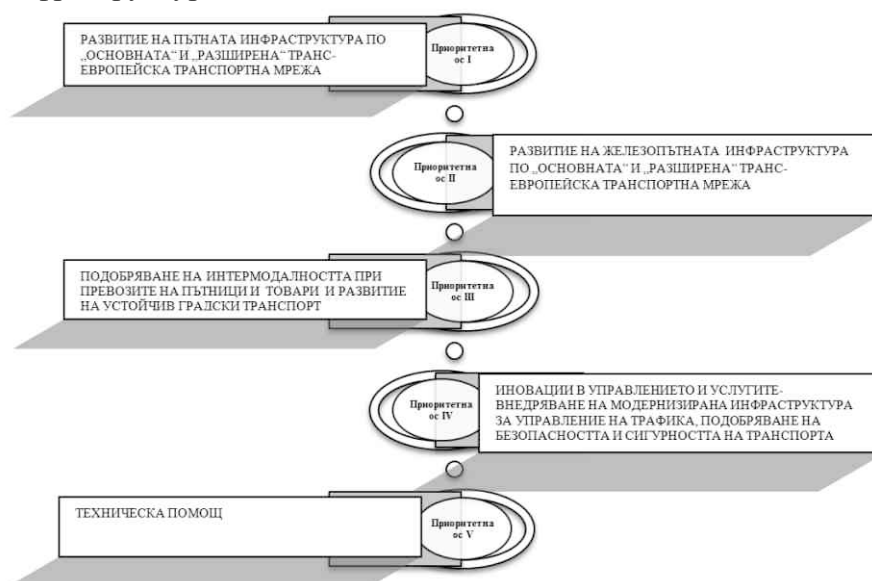 РАЗВИТИЕ НА ПЪТНАТА ИНФРАСТРУКТУРА ПО
„ОСНОВНАТА“ И „РАЗШИРЕНА“ ТРАНС-
ЕВРОПЕЙСКА ТРАНСПОРТНА МРЕЖА
Приоритетна
ос I
Приоритетна
ос II
РАЗВИТИЕ НА ЖЕЛЕЗОПЪТНАТА ИНФРАСТРУКТУРА
ПО „ОСНОВНАТА“ И „РАЗШИРЕНА“ ТРАНС-
ЕВРОПЕЙСКА ТРАНСПОРТНА МРЕЖА
ПОДОБРЯВАНЕ НА ИНТЕРМОДАЛНОСТТА ПРИ
ПРЕВОЗИТЕ НА ПЪТНИЦИ И ТОВАРИ И РАЗВИТИЕ
НА УСТОЙЧИВ ГРАДСКИ ТРАНСПОРТ
Приоритетна
ос III
Приоритетна
ос IV
ИНОВАЦИИ В УПРАВЛЕНИЕТО И УСЛУГИТЕ-
ВНЕДРЯВАНЕ НА МОДЕРНИЗИРАНА ИНФРАСТРУКТУРА
ЗА УПРАВЛЕНИЕ НА ТРАФИКА, ПОДОБРЯВАНЕ НА
БЕЗОПАСНОСТТА И СИГУРНОСТТА НА ТРАНСПОРТА
ТЕХНИЧЕСКА ПОМОЩ
Приоритетна
ос V